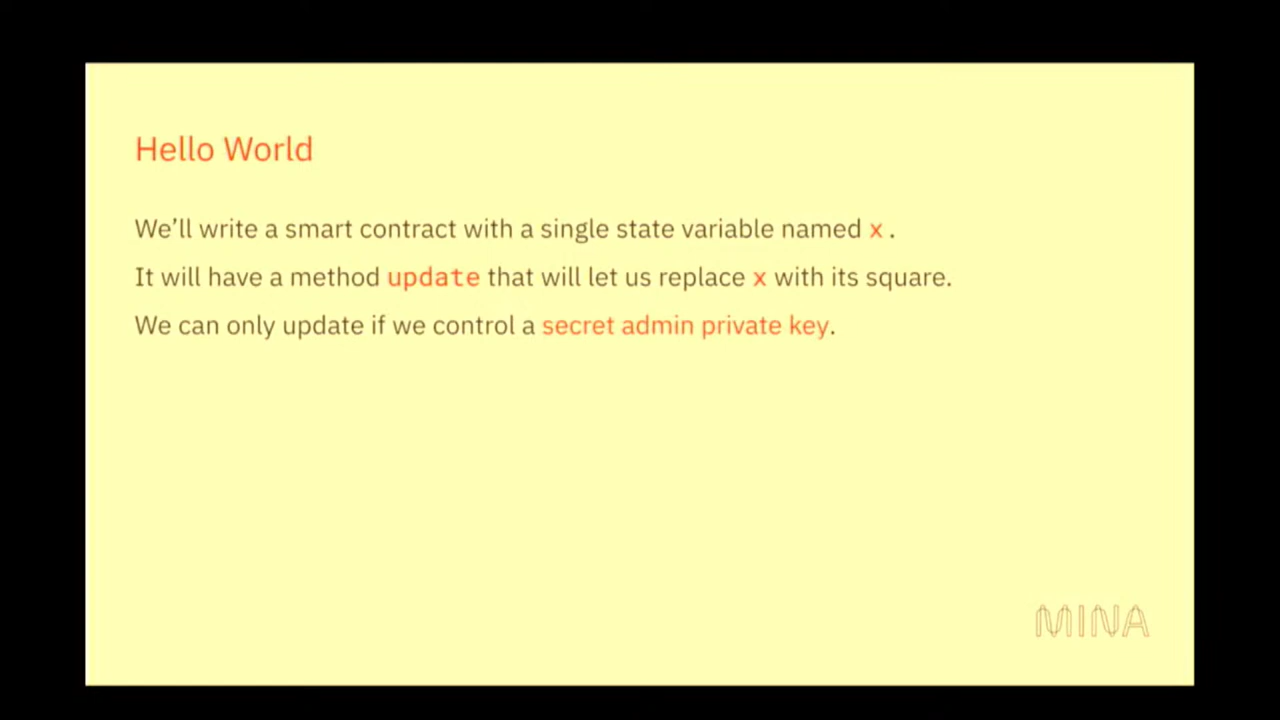 Hello World
We’ll write a smart contract with a single state variable named x .
It will have a method update that will let us replace x with its square.
We can only update if we control a secret admin private key.
MINA